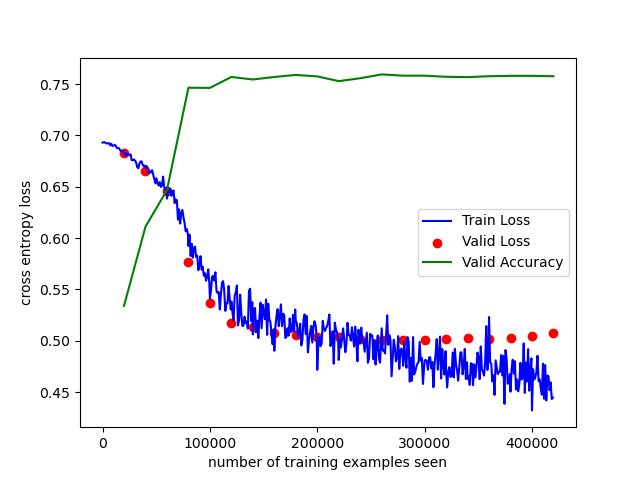 0.75
0.70
0.65
0.60
0.55
0.50
0.45
cross entropy loss
Train Loss
Valid Loss
Valid Accuracy
0 100000 200000 300000 400000
number of training examples seen